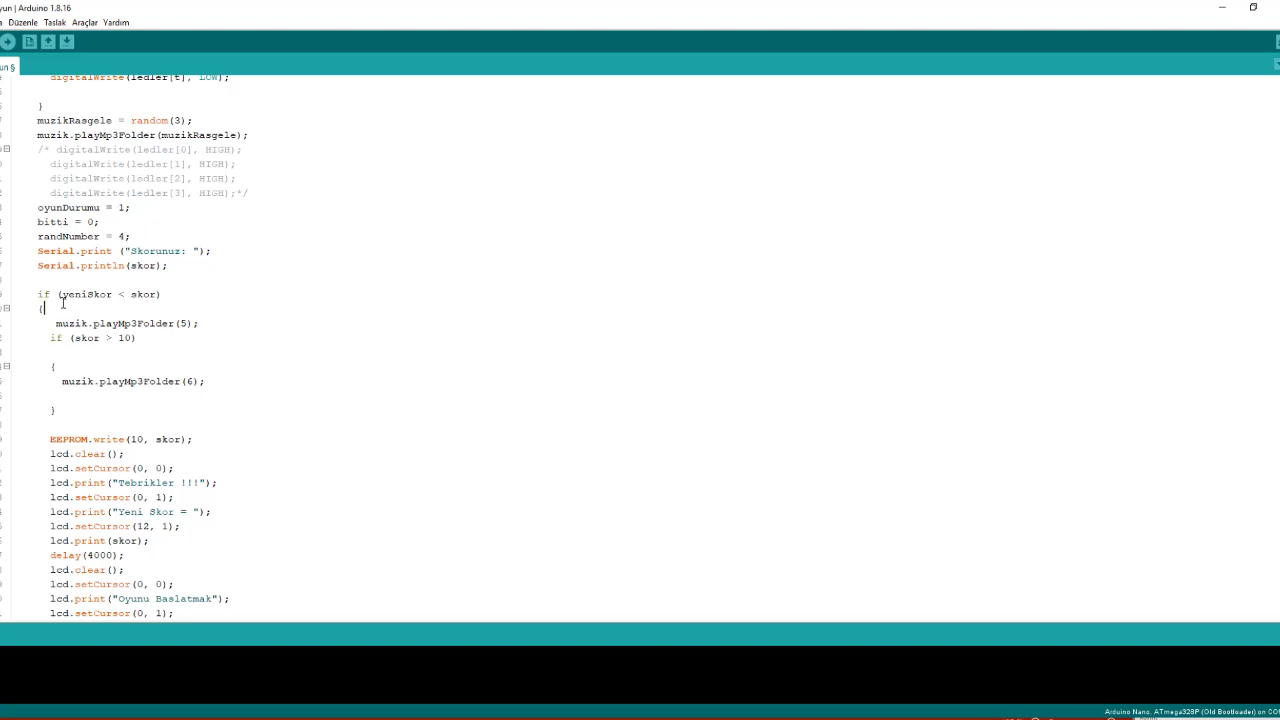 yun | Arduino 1.8.16
Düzenle Taslak Araçlar Yardım
un §
digitalWrite(ledler[t], LOW);
}
muzikRasgele = random(3);
muzik.playMp3Folder(muzikRasgele);
/* digitalWrite(ledler[0], HIGH);
digitalWrite(ledler[1], HIGH);
digitalWrite(ledler[2], HIGH);
digitalWrite(ledler[3], HIGH);*/
oyunDurumu = 1;
bitti = 0;
randNumber = 4;
Serial.print ("Skorunuz: ");
Serial.println(skor);
if (yeniSkor < skor)
{
muzik.playMp3Folder(5);
if (skor > 10)
{
muzik.playMp3Folder(6);
}
EEPROM.write(10, skor);
lcd.clear();
lcd.setCursor(0, 0);
lcd.print("Tebrikler !!!");
lcd.setCursor(0, 1);
lcd.print("Yeni Skor = ");
lcd.setCursor(12, 1);
lcd.print(skor);
delay(4000);
lcd.clear();
lcd.setCursor(0, 0);
lcd.print("Oyunu Baslatmak");
lcd.setCursor(0, 1);
Arduino Nano, ATmega328P (Old Bootloader)